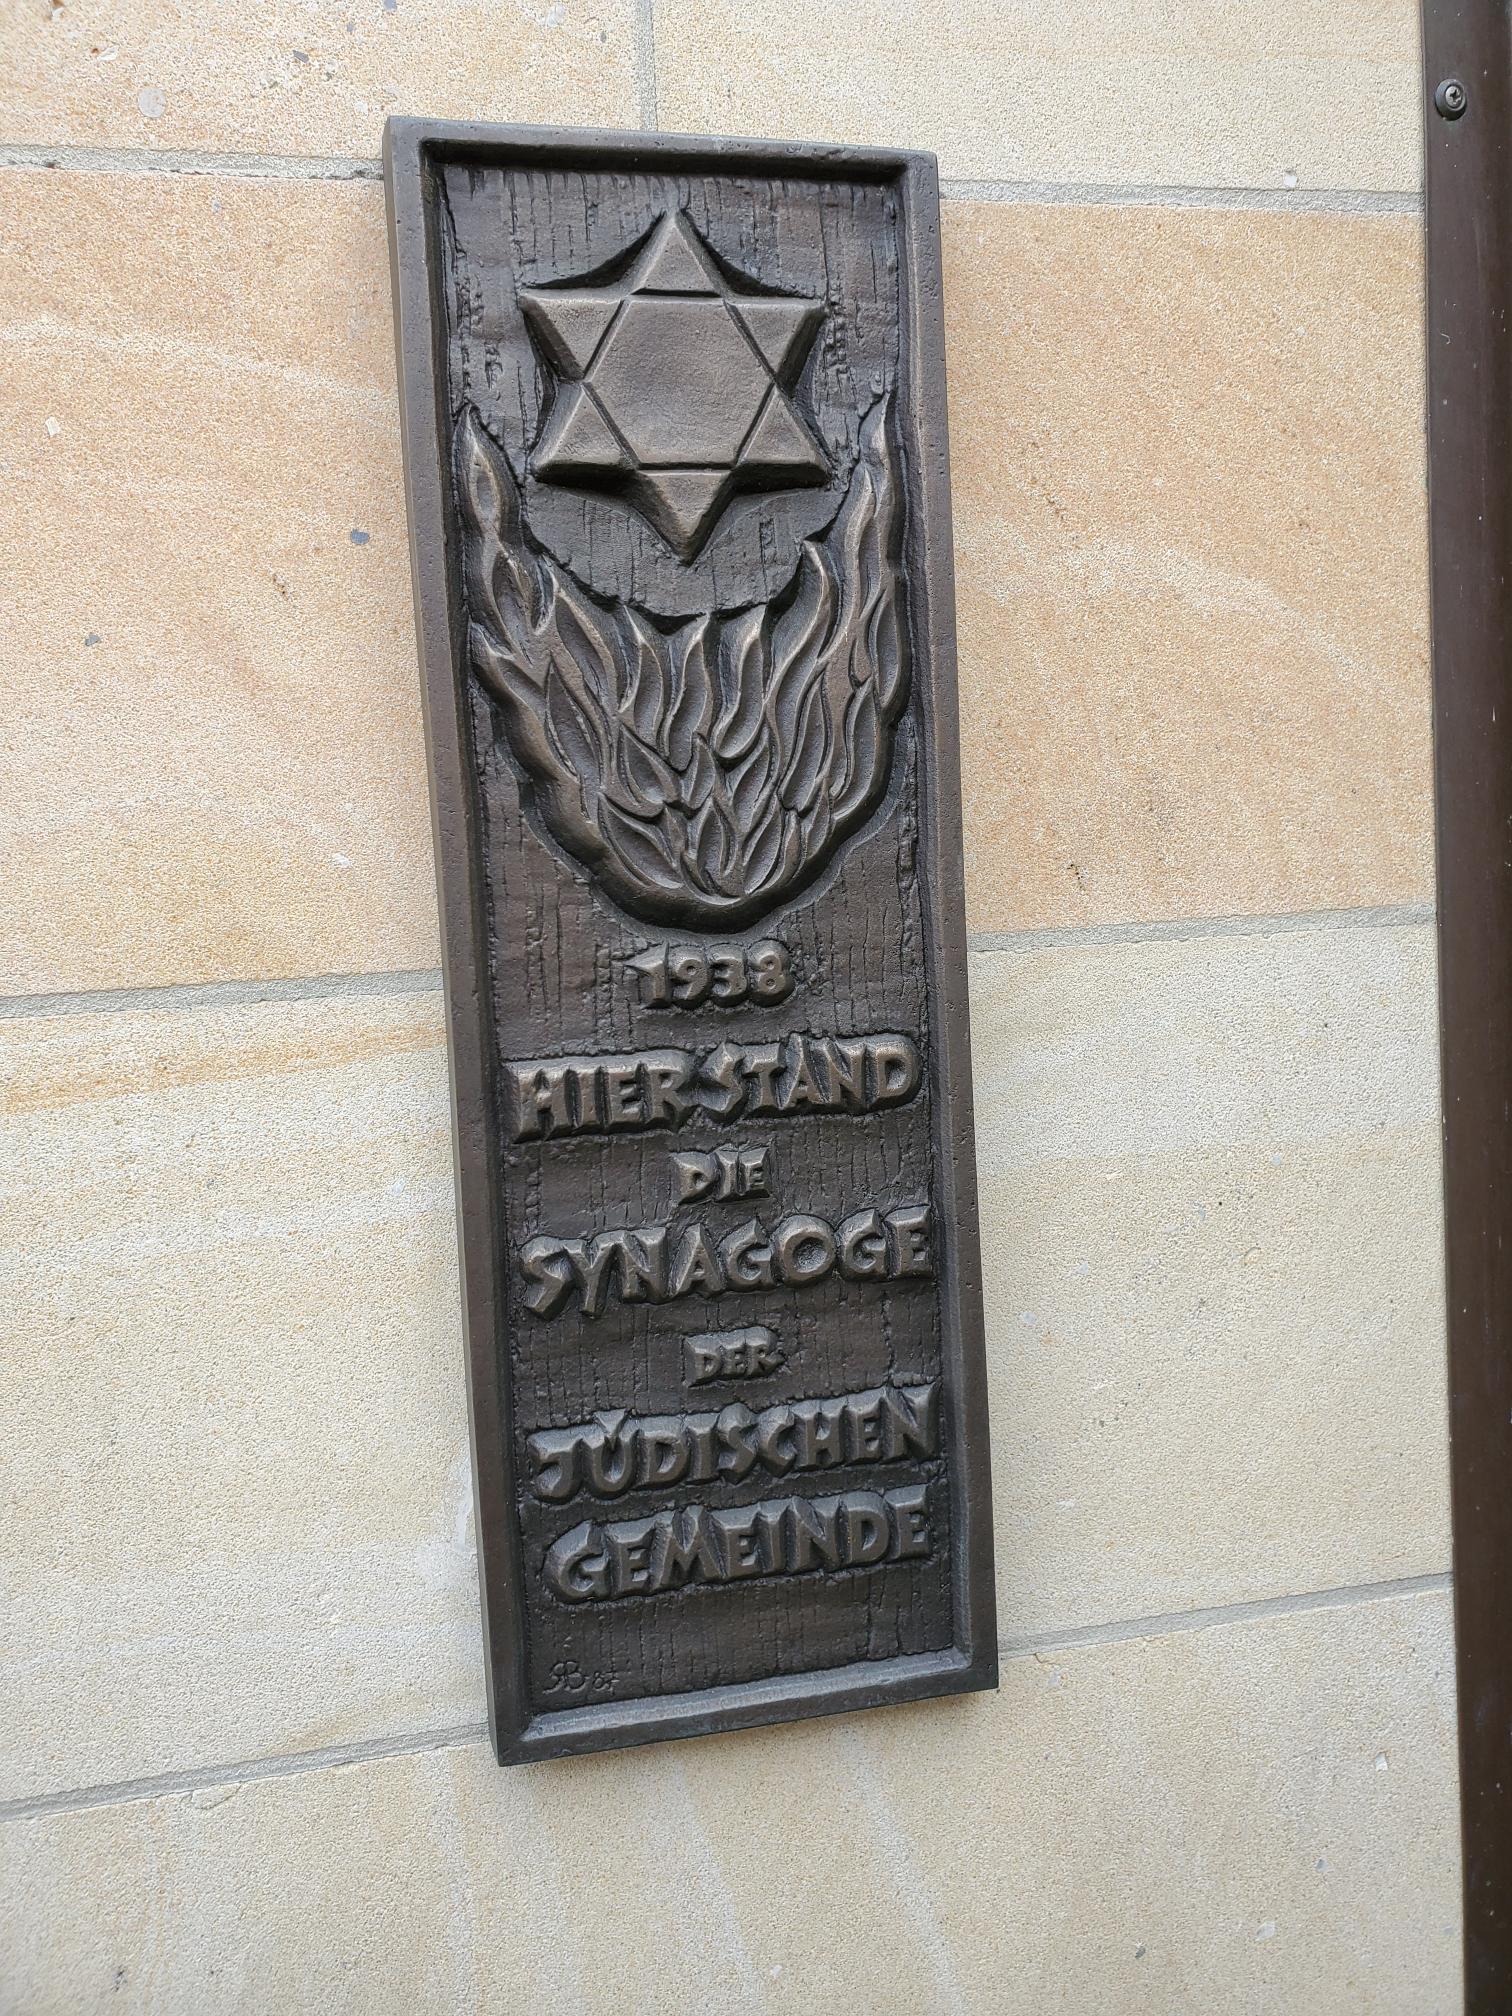 1938
HIER STAND
DIE
SYNAGOGE
DER
JÜDISCHEN
GEMEINDE